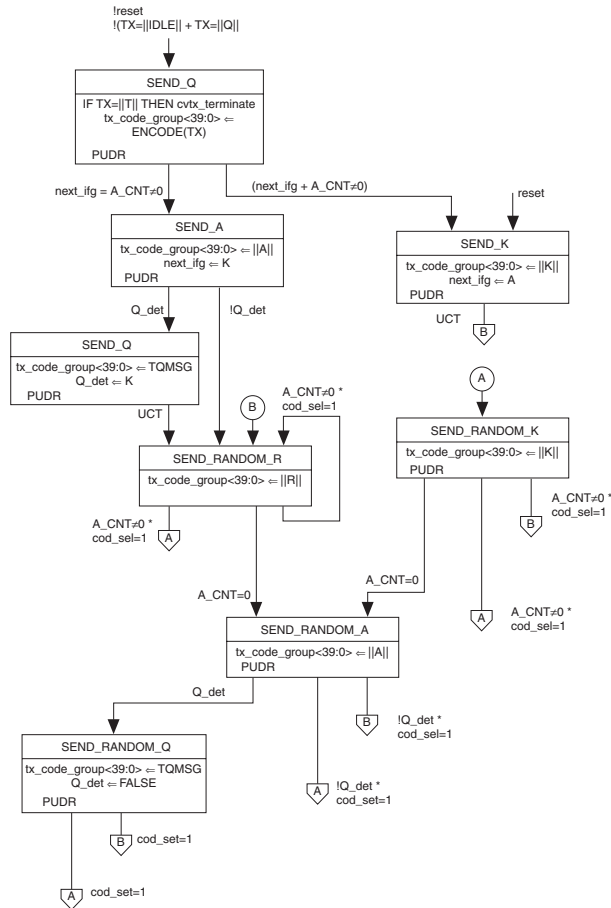 !reset
!(TX=||IDLE|| + TX=||Q||
SEND_Q
IF TX=||T|| THEN cvtx_terminate
tx_code_group<39:0> ⇐
ENCODE(TX)
PUDR
next_ifg = A_CNT≠0
(next_ifg + A_CNT≠0)
reset
SEND_A
tx_code_group<39:0> ⇐ ||A||
next_ifg ⇐ K
PUDR
SEND_K
tx_code_group<39:0> ⇐ ||K||
next_ifg ⇐ A
PUDR
Q_det
!Q_det
UCT
B
SEND_Q
tx_code_group<39:0> ⇐ TQMSG
Q_det ⇐ K
PUDR
UCT
B
A_CNT≠0 *
cod_sel=1
A
SEND_RANDOM_R
tx_code_group<39:0> ⇐ ||R||
SEND_RANDOM_K
tx_code_group<39:0> ⇐ ||K||
PUDR
A_CNT≠0 *
cod_sel=1
A
B
A_CNT≠0 *
cod_sel=1
A_CNT=0
A_CNT=0
A
A_CNT≠0 *
cod_sel=1
SEND_RANDOM_A
tx_code_group<39:0> ⇐ ||A||
PUDR
Q_det
B
!Q_det *
cod_sel=1
SEND_RANDOM_Q
tx_code_group<39:0> ⇐ TQMSG
Q_det ⇐ FALSE
PUDR
A
!Q_det *
cod_set=1
B
cod_set=1
A
cod_set=1